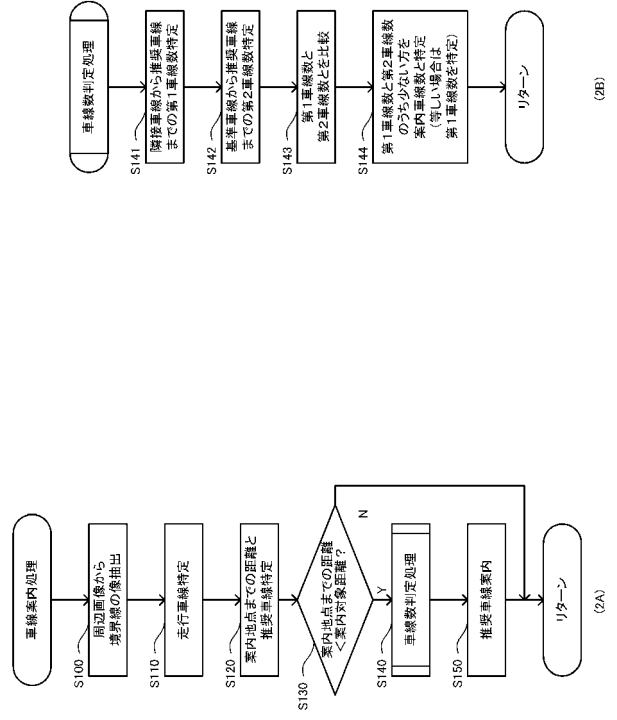 車線案内処理
S100
周辺画像から
境界線の像抽出
S110
走行車線特定
S120
案内地点までの距離と
推奨車線特定
S130
案内地点までの距離
＜案内対象距離？
N
Y
S140
車線数判定処理
S150
推奨車線案内
リターン
(2A)
車線数判定処理
S141
隣接車線から推奨車線
までの第１車線数特定
S142
基準車線から推奨車線
までの第２車線数特定
S143
第１車線数と
第２車線数とを比較
S144
第１車線数と第２車線数
のうち少ない方を
案内車線数と特定
（等しい場合は
第１車線数を特定）
リターン
(2B)